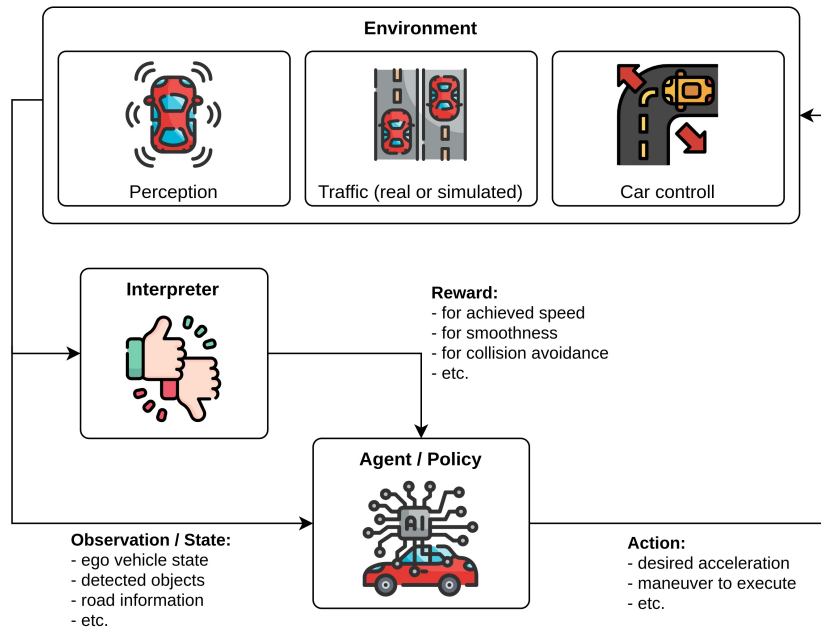 Environment
Perception
Traffic (real or simulated)
Car controll
Interpreter
Reward:
- for achieved speed
- for smoothness
- for collision avoidance
- etc.
Agent / Policy
AI
Observation / State:
- ego vehicle state
- detected objects
- road information
- etc.
Action:
- desired acceleration
- maneuver to execute
- etc.